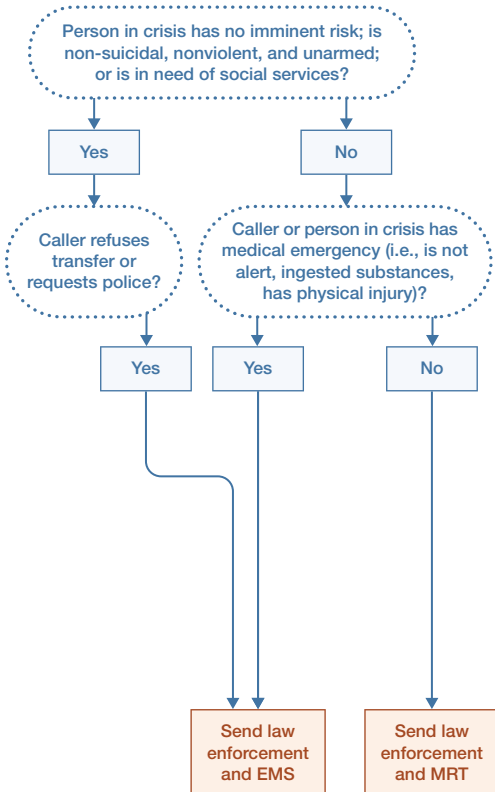 Person in crisis has no imminent risk; is
non-suicidal, nonviolent, and unarmed;
or is in need of social services?
Yes
No
Caller refuses
transfer or
requests police?
Caller or person in crisis has
medical emergency (i.e., is not
alert, ingested substances,
has physical injury)?
Yes
Yes
No
Send law
enforcement
and EMS
Send law
enforcement
and MRT